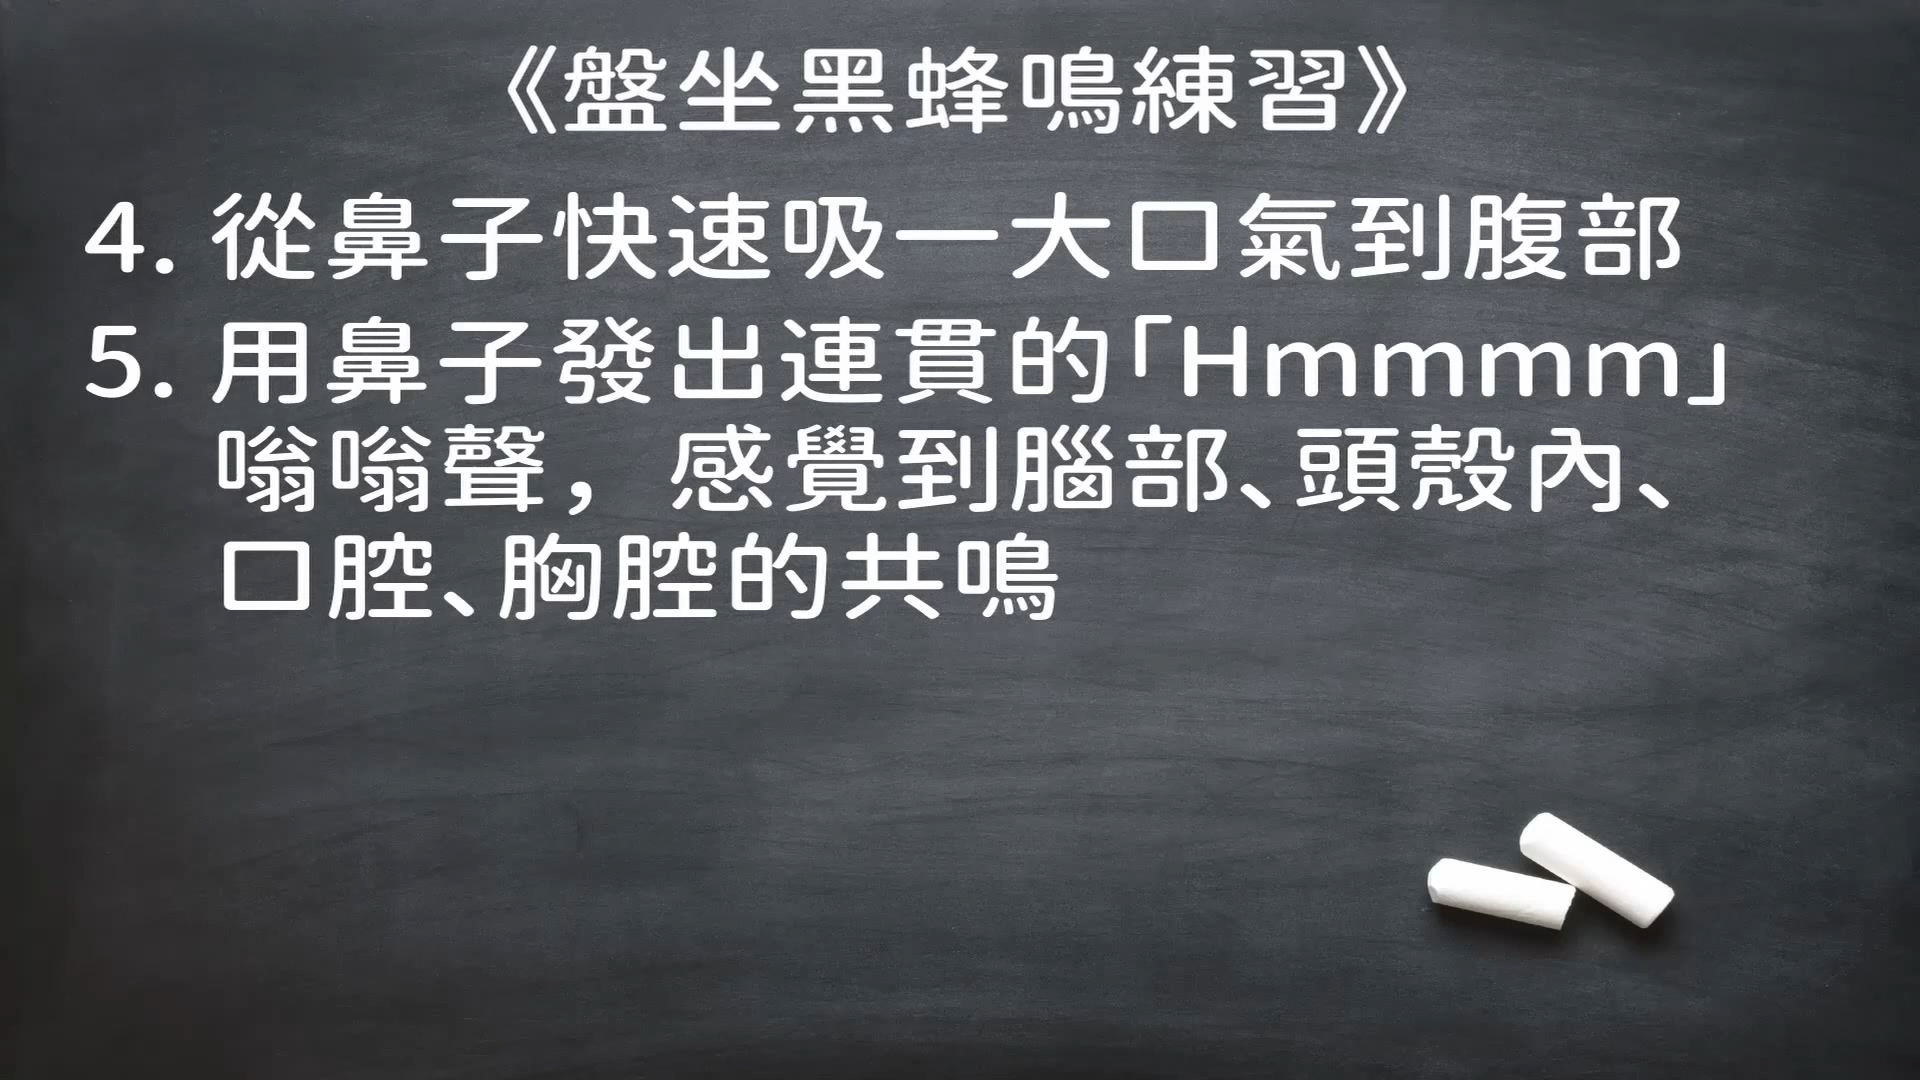 《盤坐黑蜂鳴練習》
4. 從鼻子快速吸一大口氣到腹部
5. 用鼻子發出連貫的「Hmmmm」
嗡嗡聲，感覺到腦部、頭殼內、
口腔、胸腔的共鳴